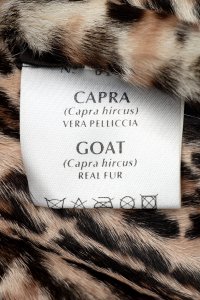 CAPRA
(Capra hircus)
VERA PELLICCIA
GOAT
(Capra hircus)
REAL FUR